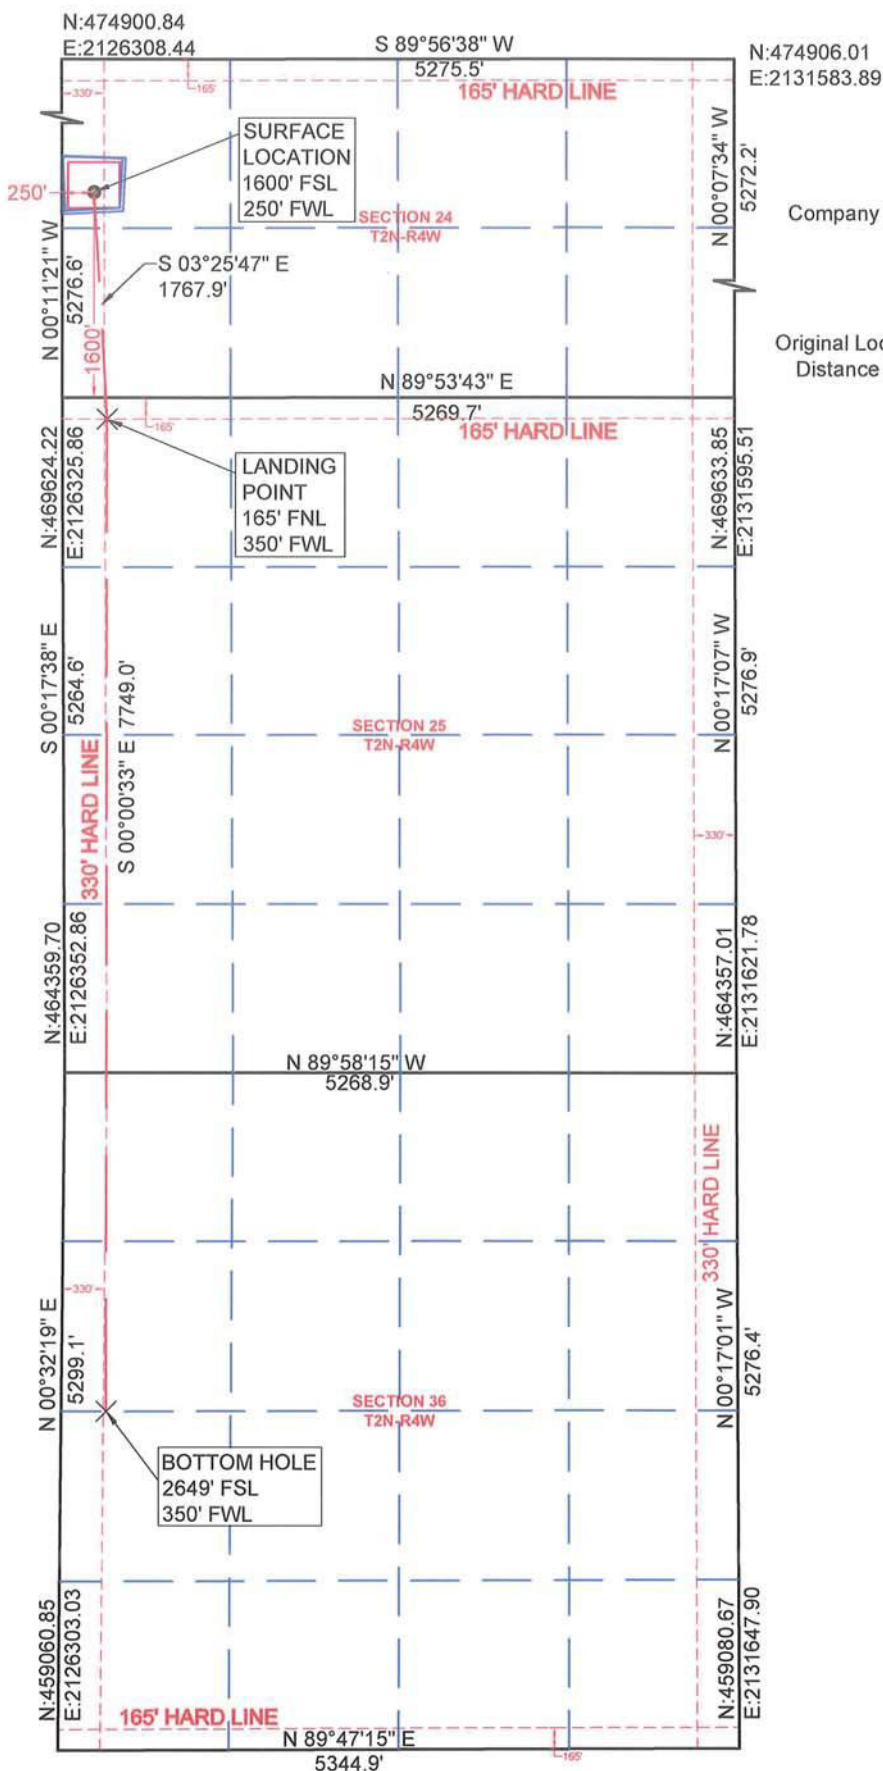 N:474900.84
E:2126308.44
S 89°56'38" W
5275.5'
N:474906.01
E:2131583.89
330'
165'
165' HARD LINE
SURFACE
LOCATION
1600' FSL
250' FWL
250'
N 00°07'34" W
5272.2'
Company
SECTION 24
T2N-R4W
N 00°11'21" W
5276.6'
S 03°25'47" E
1767.9'
1600'
Original Loc
Distance
N 89°53'43" E
5269.7'
165'
165' HARD LINE
LANDING
POINT
165' FNL
350' FWL
N:469624.22
E:2126325.86
N:469633.85
E:2131595.51
S 00°17'38" E
5264.6'
330' HARD LINE
S 00°00'33" E 7749.0'
SECTION 25
T2N-R4W
N 00°17'07" W
5276.9'
330'
N:464359.70
E:2126352.86
N:464357.01
E:2131621.78
N 89°58'15" W
5268.9'
330' HARD LINE
330'
N 00°32'19" E
5299.1'
SECTION 36
T2N-R4W
N 00°17'01" W
5276.4'
BOTTOM HOLE
2649' FSL
350' FWL
N:459060.85
E:2126303.03
N:459080.67
E:2131647.90
165' HARD LINE
N 89°47'15" E
5344.9'
165'